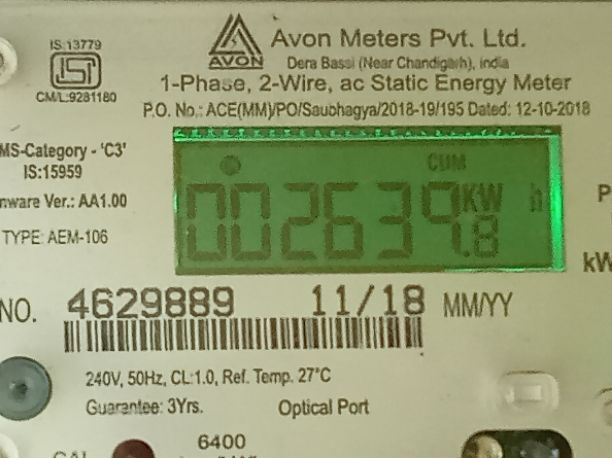 IS:13779
ISI
CM/L:9281180
AVON
Avon Meters Pvt. Ltd.
Dera Bassi (Near Chandigarh), India
1-Phase, 2-Wire, ac Static Energy Meter
P.O. No.: ACE(MM)/PO/Saubhagya/2018-19/195 Dated: 12-10-2018
MS-Category - 'C3'
IS:15959
nware Ver.: AA1.00
TYPE: AEM-106
CUM
002639.8 KW h
P
kW
NO. 4629889 11/18 MM/YY
240V, 50Hz, CL:1.0, Ref. Temp. 27°C
Guarantee: 3Yrs. Optical Port
6400